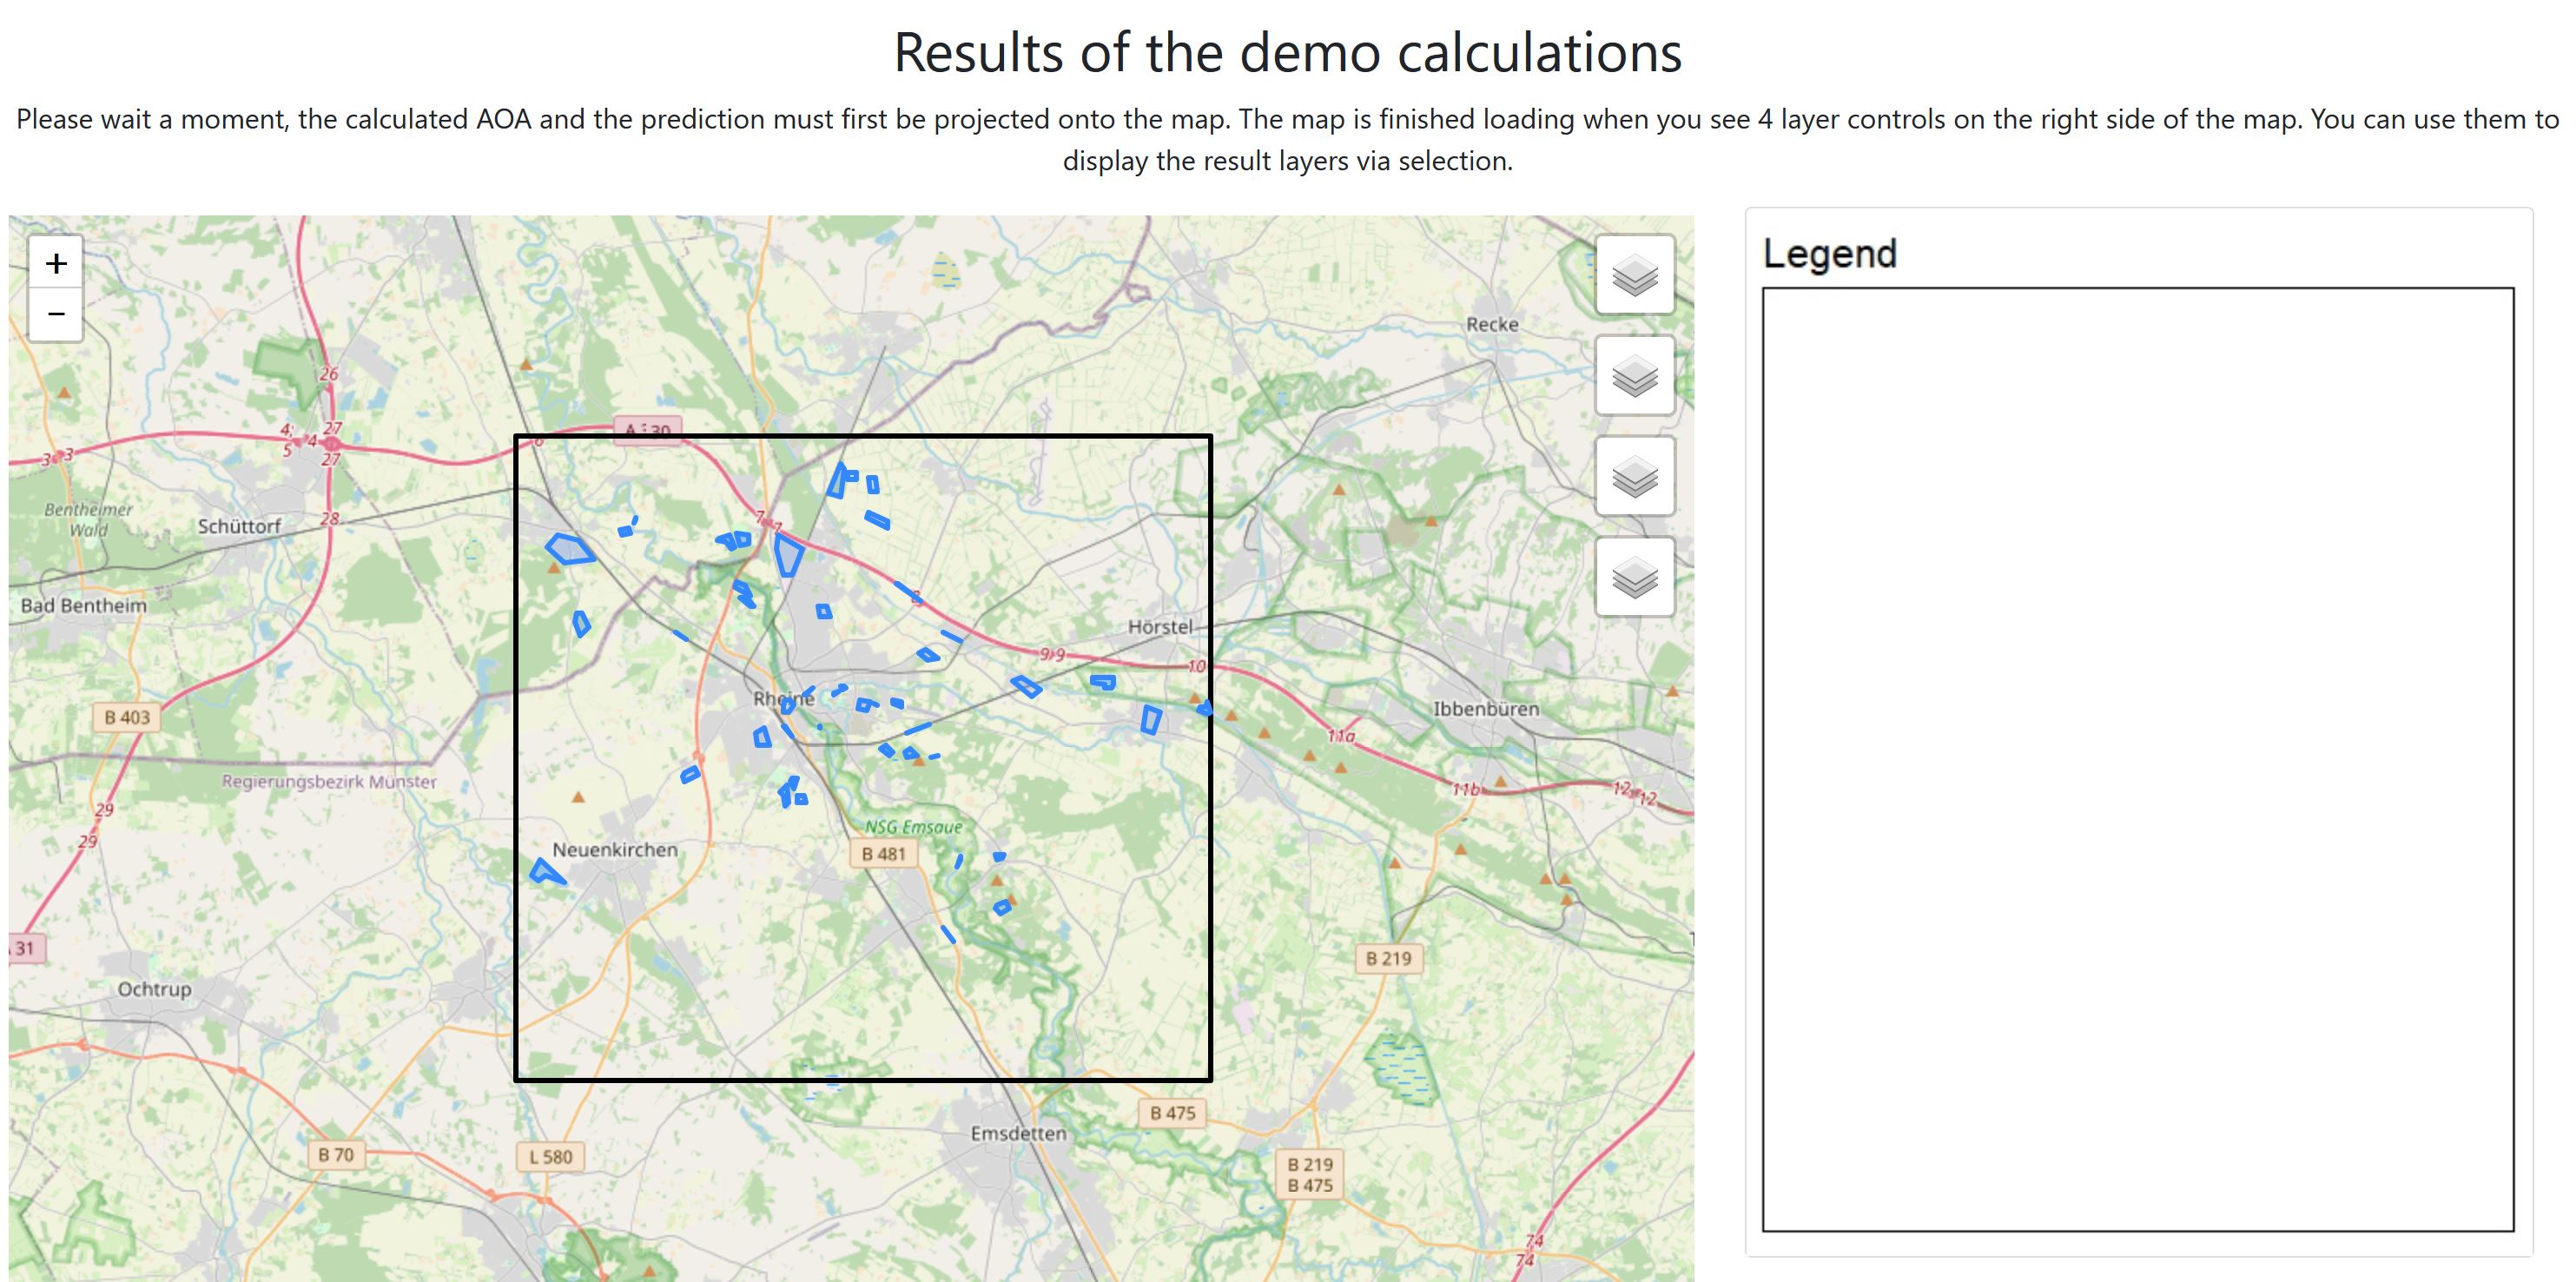 Results of the demo calculations
Please wait a moment, the calculated AOA and the prediction must first be projected onto the map. The map is finished loading when you see 4 layer controls on the right side of the map. You can use them to
display the result layers via selection.
+
−
Legend
Recke
26
A 30
4;
5
4
27
27
3
3
6
Bentheimer
Wald
Schüttorf
28
7
7
Bad Bentheim
8
Hörstel
9
9
10
Rheine
B 403
Ibbenbüren
11a
Regierungsbezirk Münster
11b
12
12
29
29
NSG Emsaue
Neuenkirchen
B 481
31
B 219
Ochtrup
B 475
Emsdetten
B 70
L 580
B 219
B 475
74
74